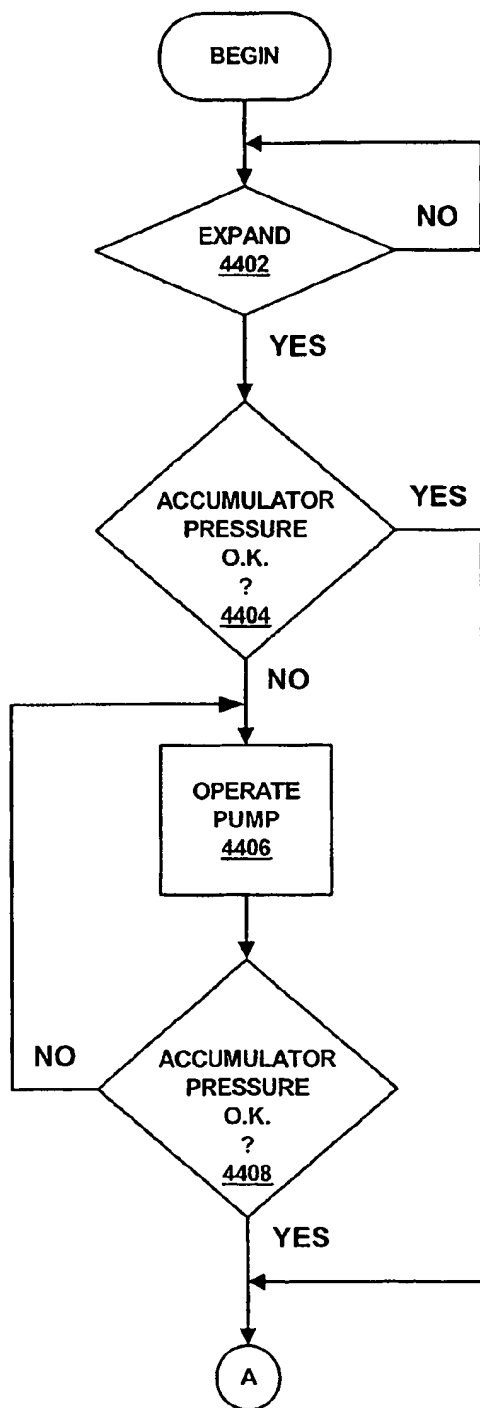 BEGIN
EXPAND
4402
NO
YES
ACCUMULATOR
PRESSURE
O.K.
?
4404
YES
NO
OPERATE
PUMP
4406
ACCUMULATOR
PRESSURE
O.K.
?
4408
NO
YES
A